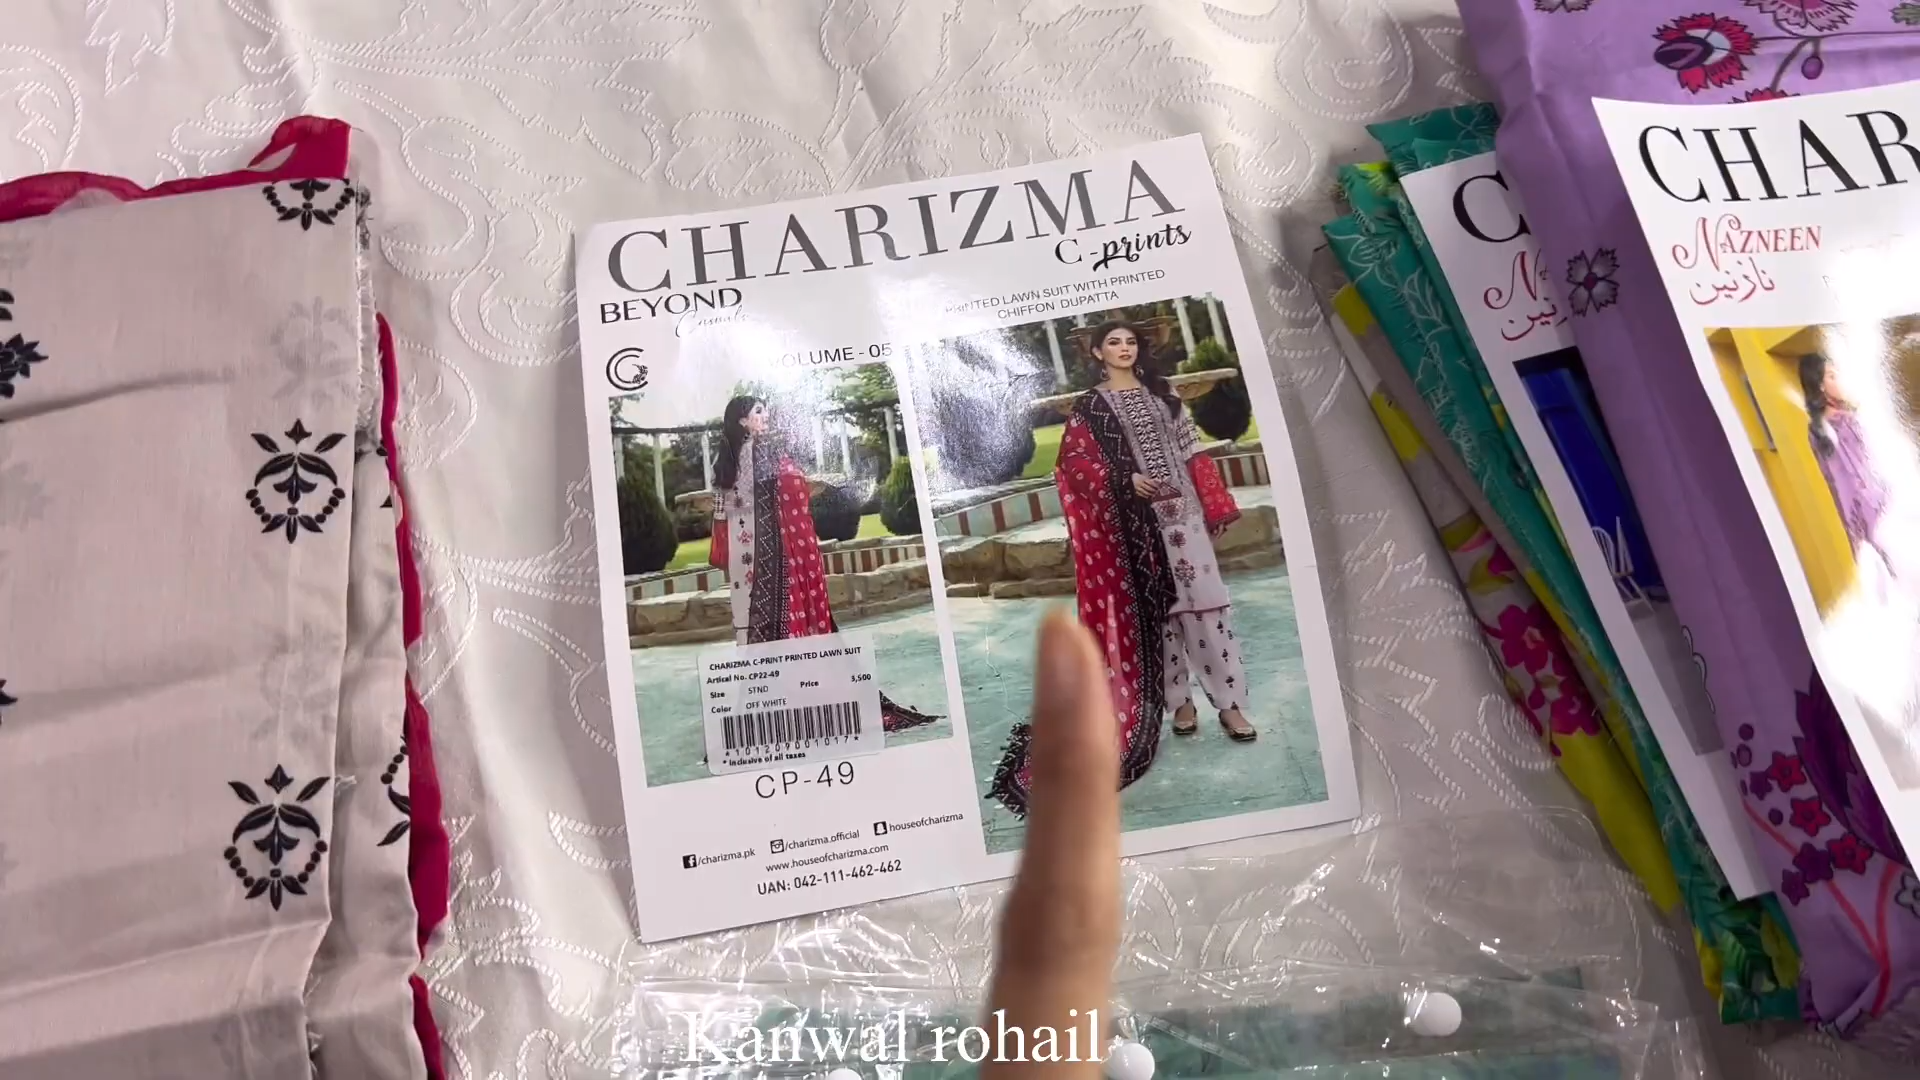 CHARIZMA
C-prints
BEYOND
Casuals
PRINTED LAWN SUIT WITH PRINTED
CHIFFON DUPATTA
VOLUME - 05
CHARIZMA C-PRINT PRINTED LAWN SUIT
Artical No. CP22-49
Size STND Price 3,500
Color OFF WHITE
*101209001017*
* Inclusive of all taxes
CP-49
/charizma.pk /charizma.official houseofcharizma
www.houseofcharizma.com
UAN: 042-111-462-462
CHAR
NAZNEEN
نازنین
Kanwal rohail